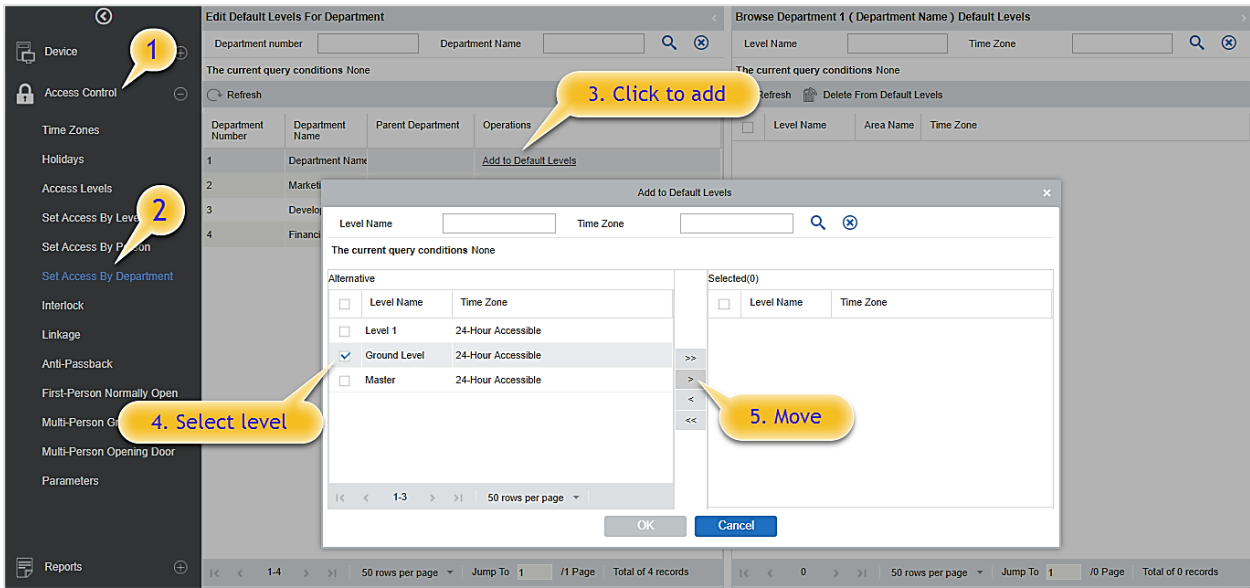 Device
1
Access Control
Time Zones
Holidays
Access Levels
Set Access By Leve
2
Set Access By P
on
Set Access By Department
Interlock
Linkage
Anti-Passback
First-Person Normally Open
Multi-Person Gr
Multi-Person Opening Door
Parameters
Reports
Edit Default Levels For Department
Department number
Department Name
The current query conditions None
Refresh
3. Click to add
Department Number
Department Name
Parent Department
Operations
1 Department Name Add to Default Levels
2 Marketi
3 Develop
4 Financi
1-4
50 rows per page
Jump To 1 /1 Page
Total of 4 records
Browse Department 1 ( Department Name ) Default Levels
Level Name
Time Zone
The current query conditions None
Refresh
Delete From Default Levels
Level Name
Area Name
Time Zone
0
50 rows per page
Jump To 1 /0 Page
Total of 0 records
Add to Default Levels
Level Name
Time Zone
The current query conditions None
Alternative
Level Name Time Zone
Level 1 24-Hour Accessible
Ground Level 24-Hour Accessible
Master 24-Hour Accessible
4. Select level
1-3
50 rows per page
>>
>
<
<<
5. Move
Selected(0)
Level Name Time Zone
OK
Cancel